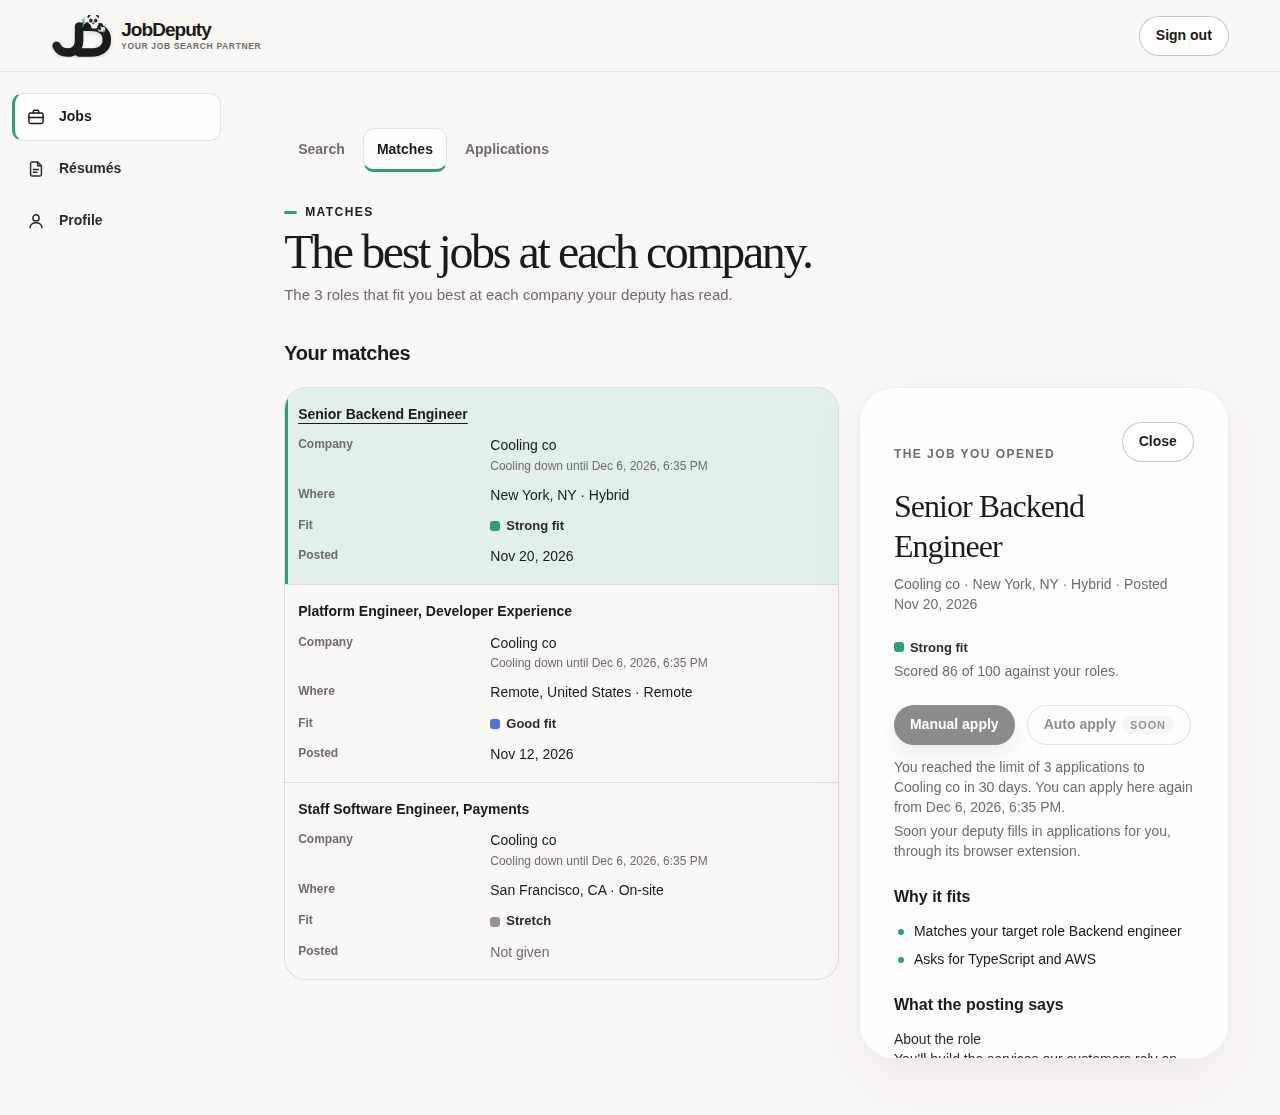 JobDeputy
YOUR JOB SEARCH PARTNER
Sign out
Jobs
Résumés
Profile
Search
Matches
Applications
MATCHES
The best jobs at each company.
The 3 roles that fit you best at each company your deputy has read.
Your matches
Senior Backend Engineer
Company
Cooling co
Cooling down until Dec 6, 2026, 6:35 PM
Where
New York, NY · Hybrid
Fit
Strong fit
Posted
Nov 20, 2026
Platform Engineer, Developer Experience
Company
Cooling co
Cooling down until Dec 6, 2026, 6:35 PM
Where
Remote, United States · Remote
Fit
Good fit
Posted
Nov 12, 2026
Staff Software Engineer, Payments
Company
Cooling co
Cooling down until Dec 6, 2026, 6:35 PM
Where
San Francisco, CA · On-site
Fit
Stretch
Posted
Not given
THE JOB YOU OPENED
Close
Senior Backend
Engineer
Cooling co · New York, NY · Hybrid · Posted
Nov 20, 2026
Strong fit
Scored 86 of 100 against your roles.
Manual apply
Auto apply SOON
You reached the limit of 3 applications to
Cooling co in 30 days. You can apply here again
from Dec 6, 2026, 6:35 PM.
Soon your deputy fills in applications for you,
through its browser extension.
Why it fits
Matches your target role Backend engineer
Asks for TypeScript and AWS
What the posting says
About the role
You'll build the services our customers rely on